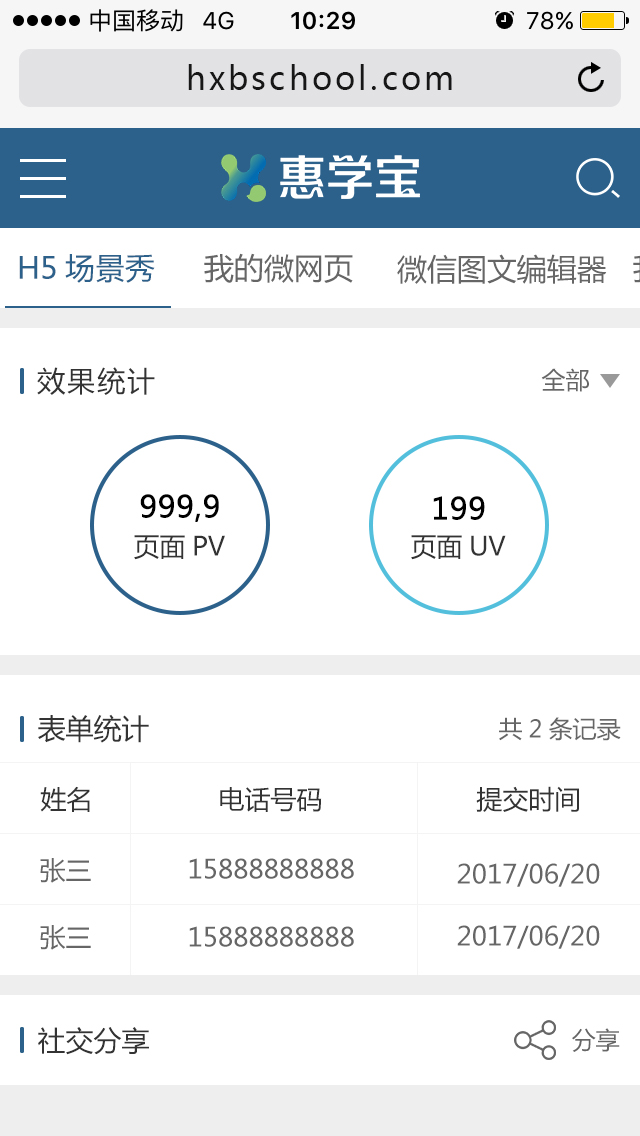 中国移动 4G 10:29 78%
hxbschool.com
惠学宝
H5 场景秀 我的微网页 微信图文编辑器
效果统计 全部
999,9 199
页面 PV 页面 UV
表单统计 共 2 条记录
姓名 电话号码 提交时间
张三 15888888888 2017/06/20
张三 15888888888 2017/06/20
社交分享 分享